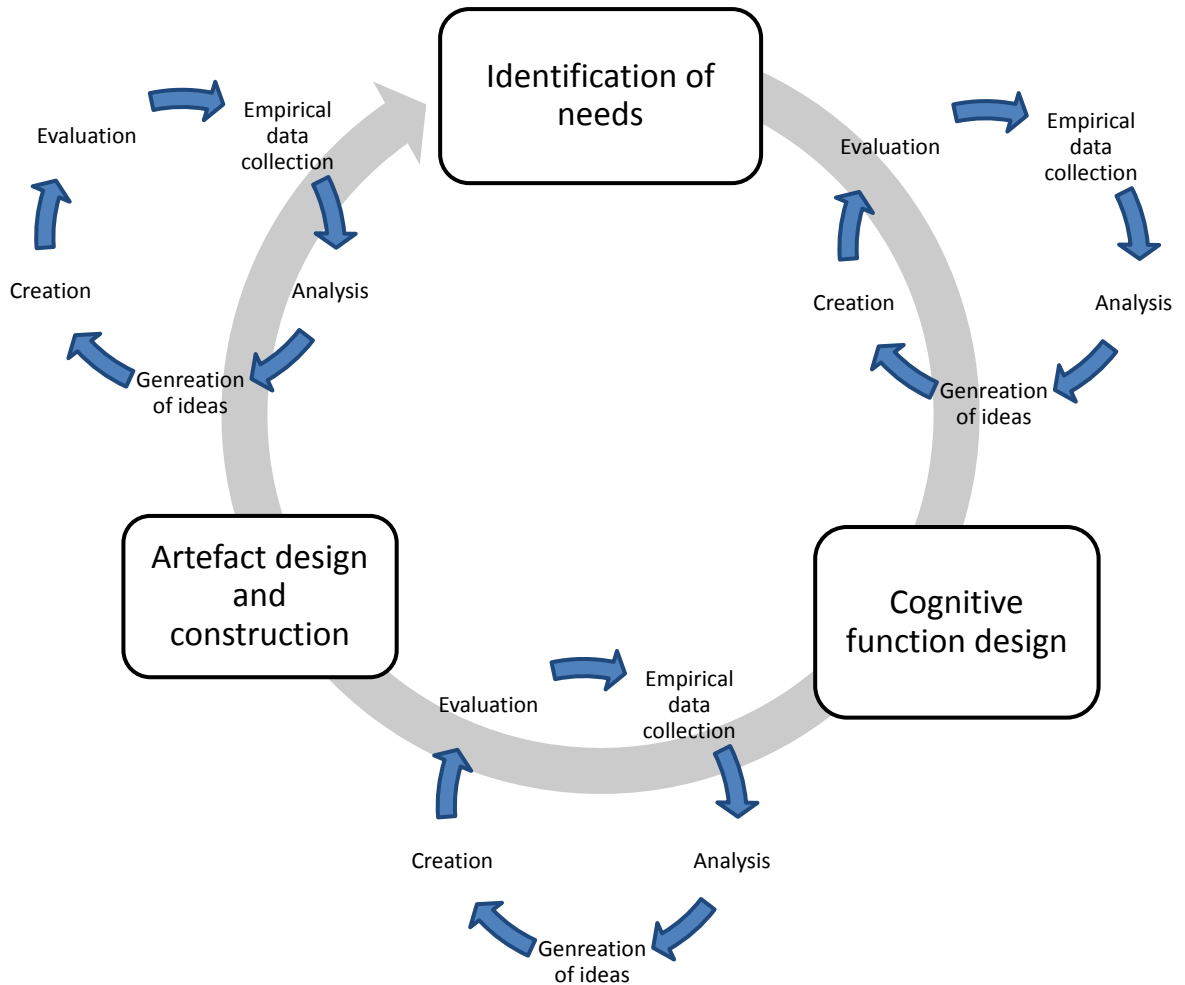 Identification of
needs
Evaluation
Empirical
data
collection
Analysis
Genreation
of ideas
Creation
Evaluation
Empirical
data
collection
Analysis
Genreation
of ideas
Creation
Cognitive
function design
Artefact design
and
construction
Evaluation
Empirical
data
collection
Analysis
Genreation
of ideas
Creation